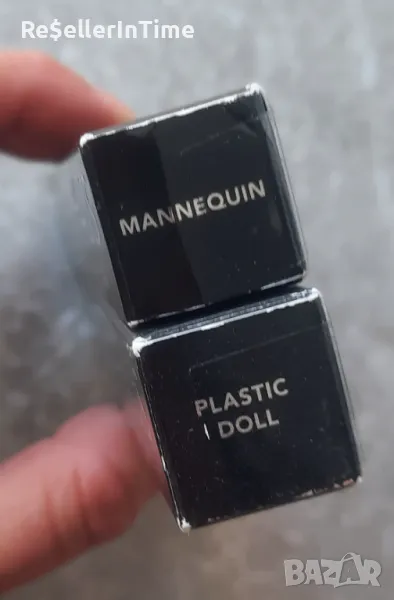 Re$ellerInTime
MANNEQUIN
PLASTIC
DOLL
BAZAR